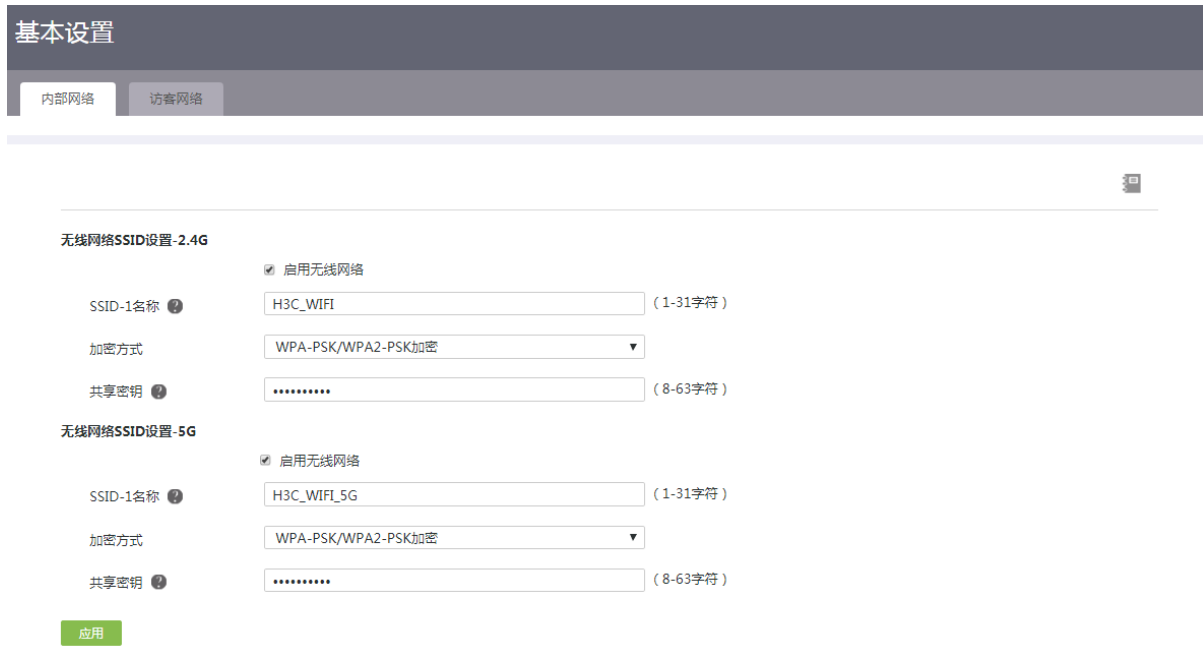 基本设置
内部网络 访客网络
无线网络SSID设置-2.4G
启用无线网络
SSID-1名称 ? H3C_WIFI (1-31字符)
加密方式 WPA-PSK/WPA2-PSK加密 ▼
共享密钥 ? •••••••••• (8-63字符)
无线网络SSID设置-5G
启用无线网络
SSID-1名称 ? H3C_WIFI_5G (1-31字符)
加密方式 WPA-PSK/WPA2-PSK加密 ▼
共享密钥 ? •••••••••• (8-63字符)
应用